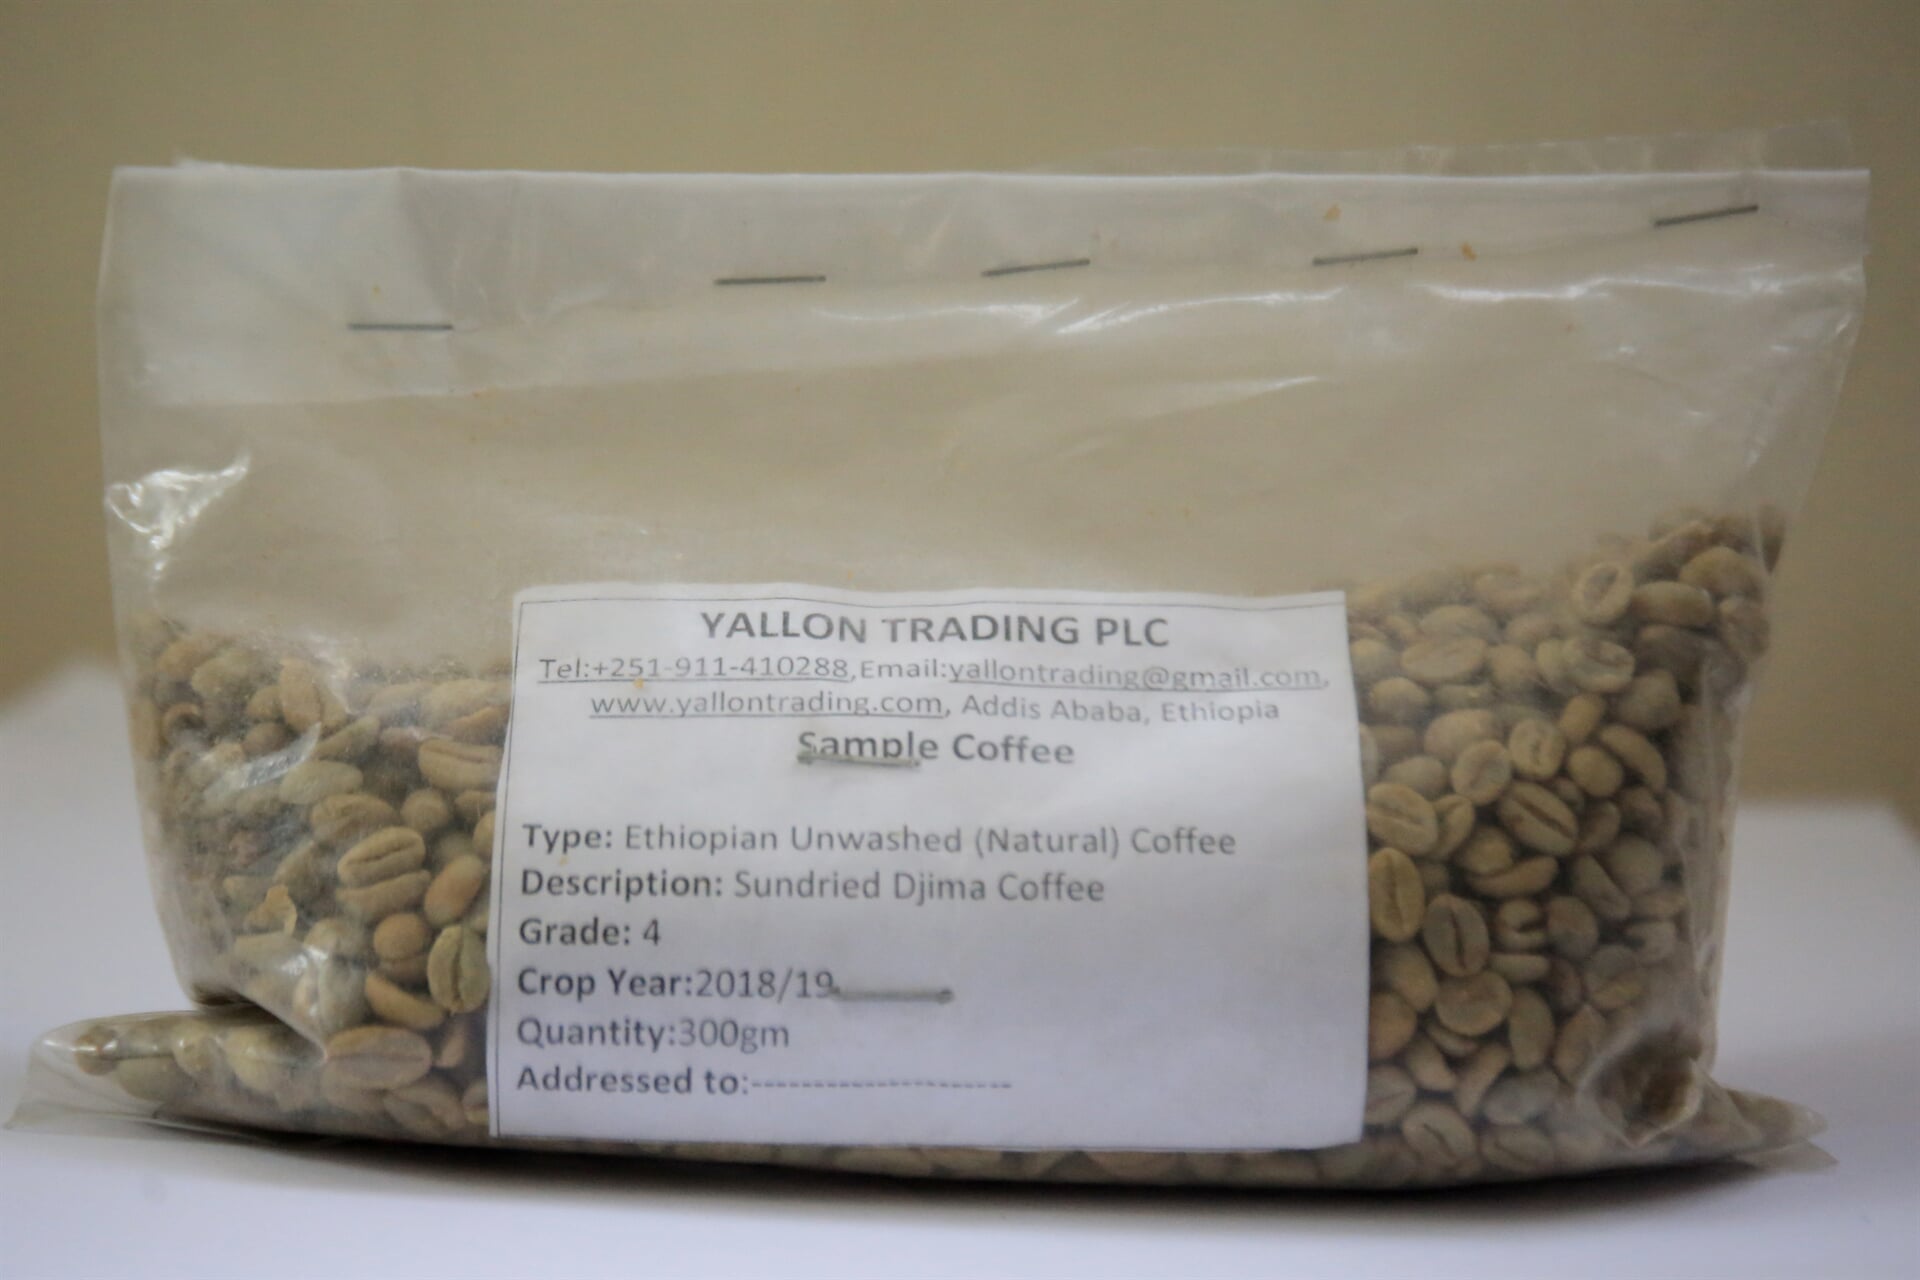 YALLON TRADING PLC
Tel:+251-911-410288,Email:yallontrading@gmail.com,
www.yallontrading.com, Addis Ababa, Ethiopia
Sample Coffee
Type: Ethiopian Unwashed (Natural) Coffee
Description: Sundried Djima Coffee
Grade: 4
Crop Year:2018/19
Quantity:300gm
Addressed to:---------------------